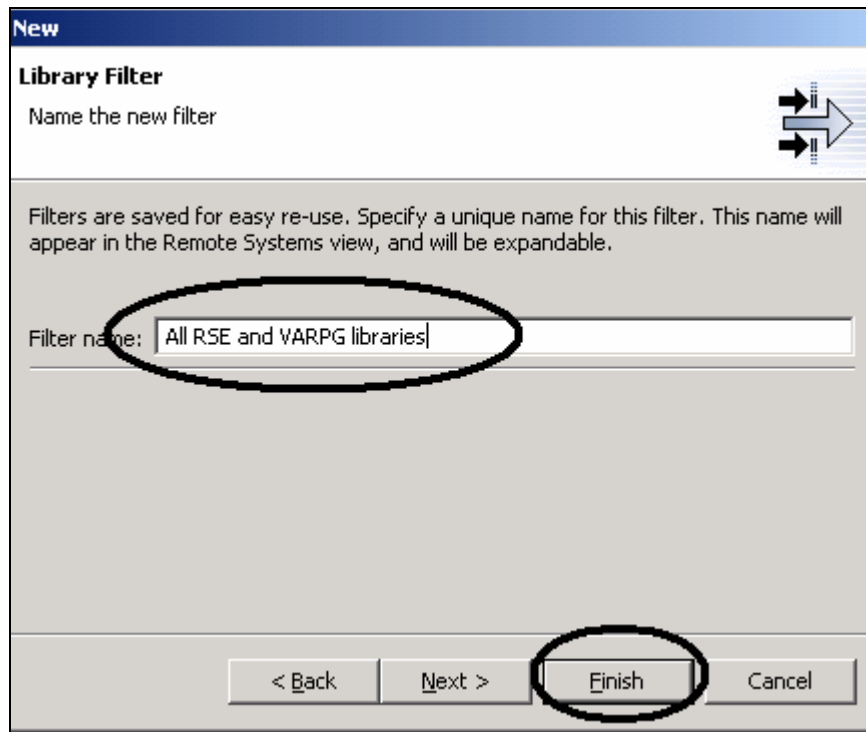 New
Library Filter
Name the new filter
Filters are saved for easy re-use. Specify a unique name for this filter. This name will
appear in the Remote Systems view, and will be expandable.
Filter name: All RSE and VARPG libraries
< Back Next > Finish Cancel